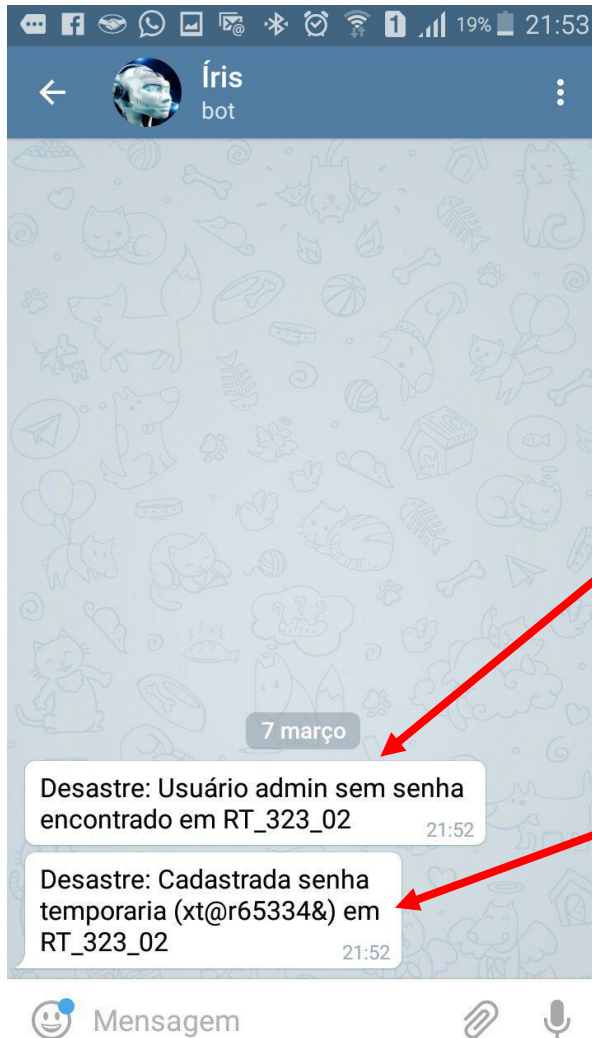 1 19% 21:53
Íris
bot
7 março
Desastre: Usuário admin sem senha
encontrado em RT_323_02 21:52
Desastre: Cadastrada senha
temporaria (xt@r65334&) em
RT_323_02 21:52
Mensagem